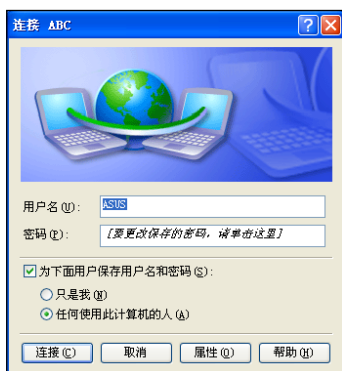 连接 ABC
用户名(U): ASUS
密码(P): [要更改保存的密码，请单击这里]
为下面用户保存用户名和密码(S):
只是我(N)
任何使用此计算机的人(A)
连接(C) 取消 属性(O) 帮助(H)